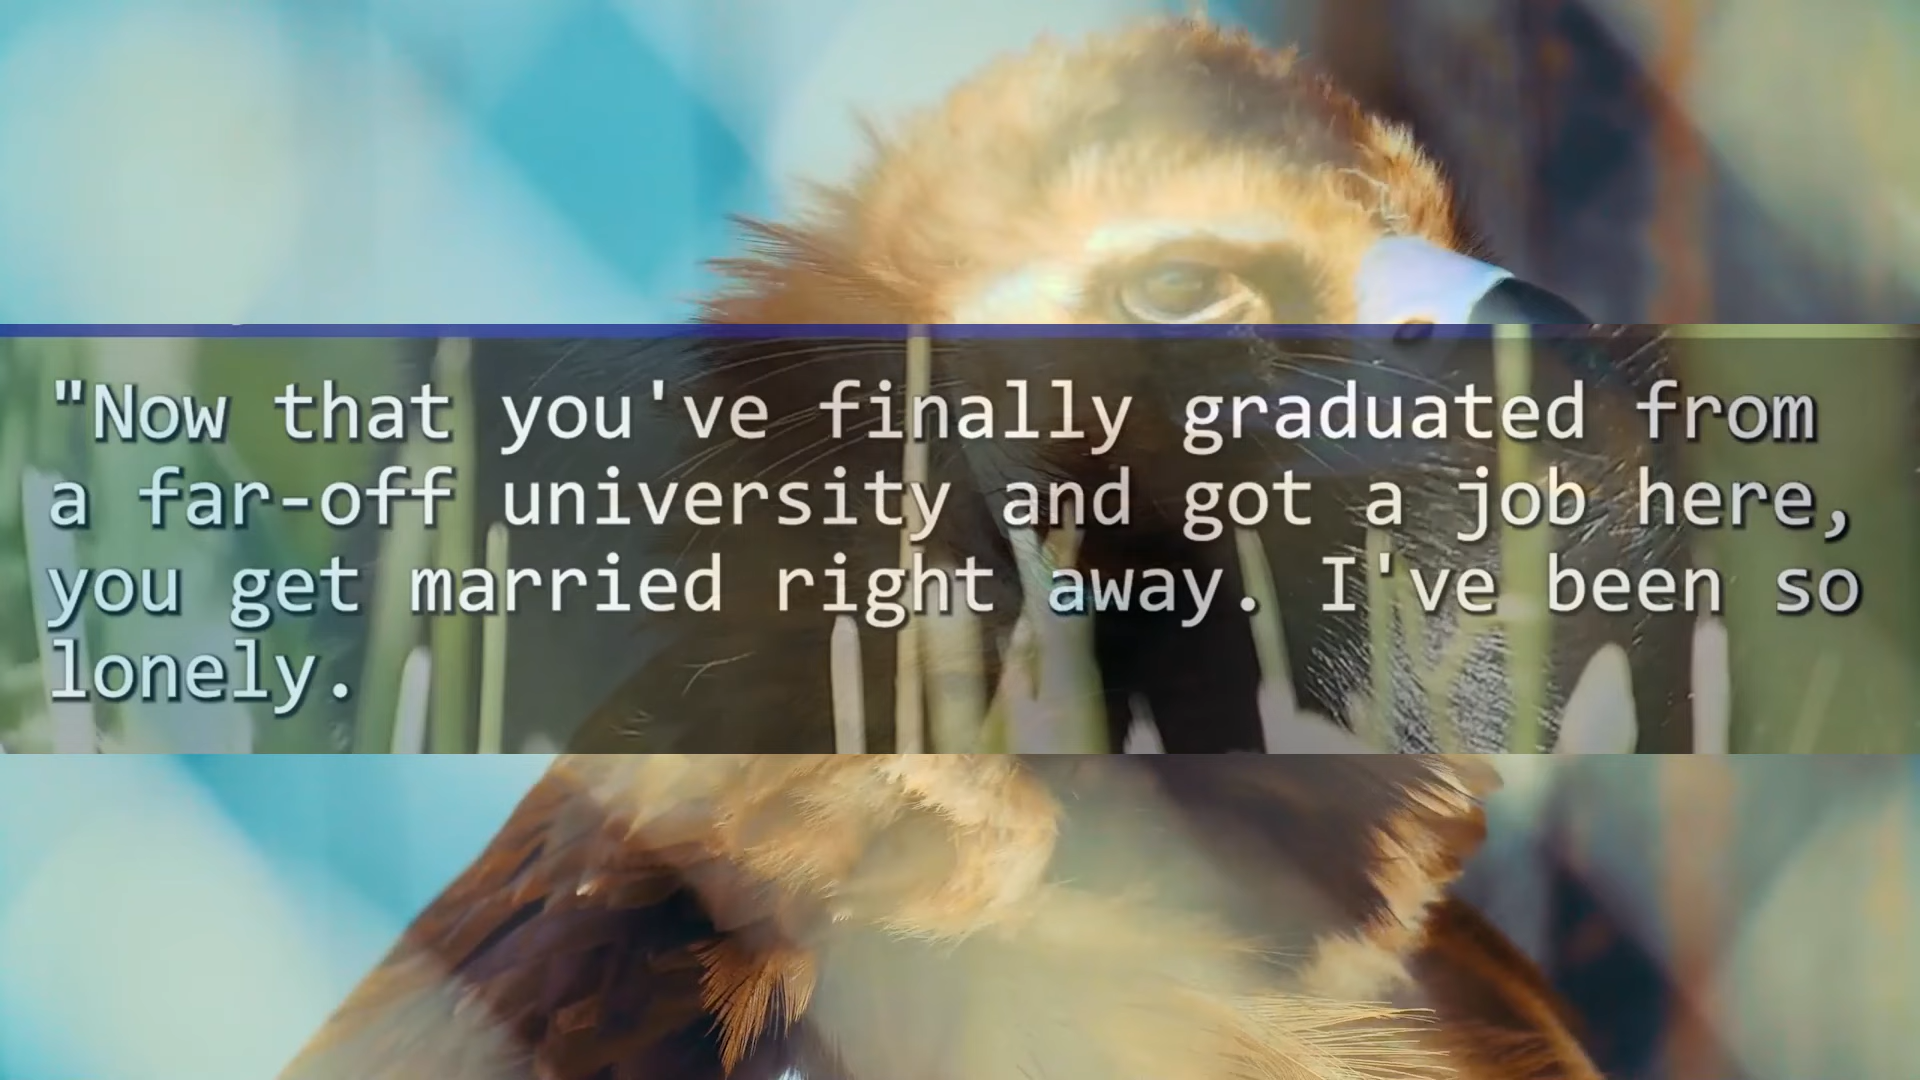 "Now that you've finally graduated from
a far-off university and got a job here,
you get married right away. I've been so
lonely.